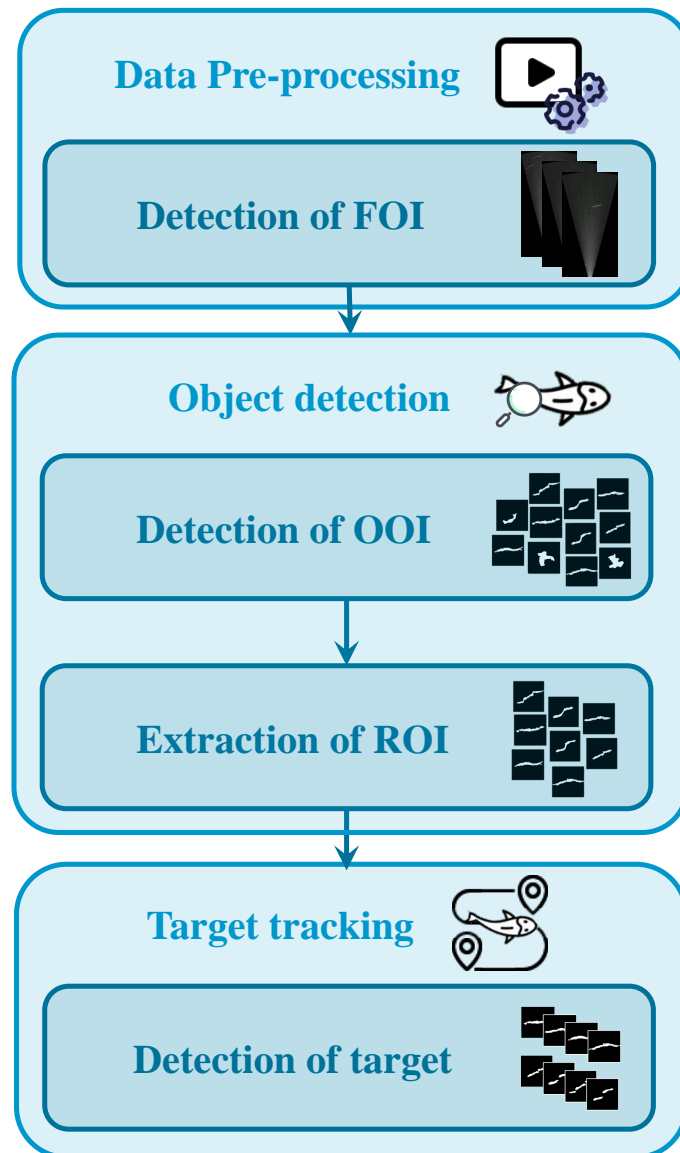 Data Pre-processing
Detection of FOI
Object detection
Detection of OOI
Extraction of ROI
Target tracking
Detection of target